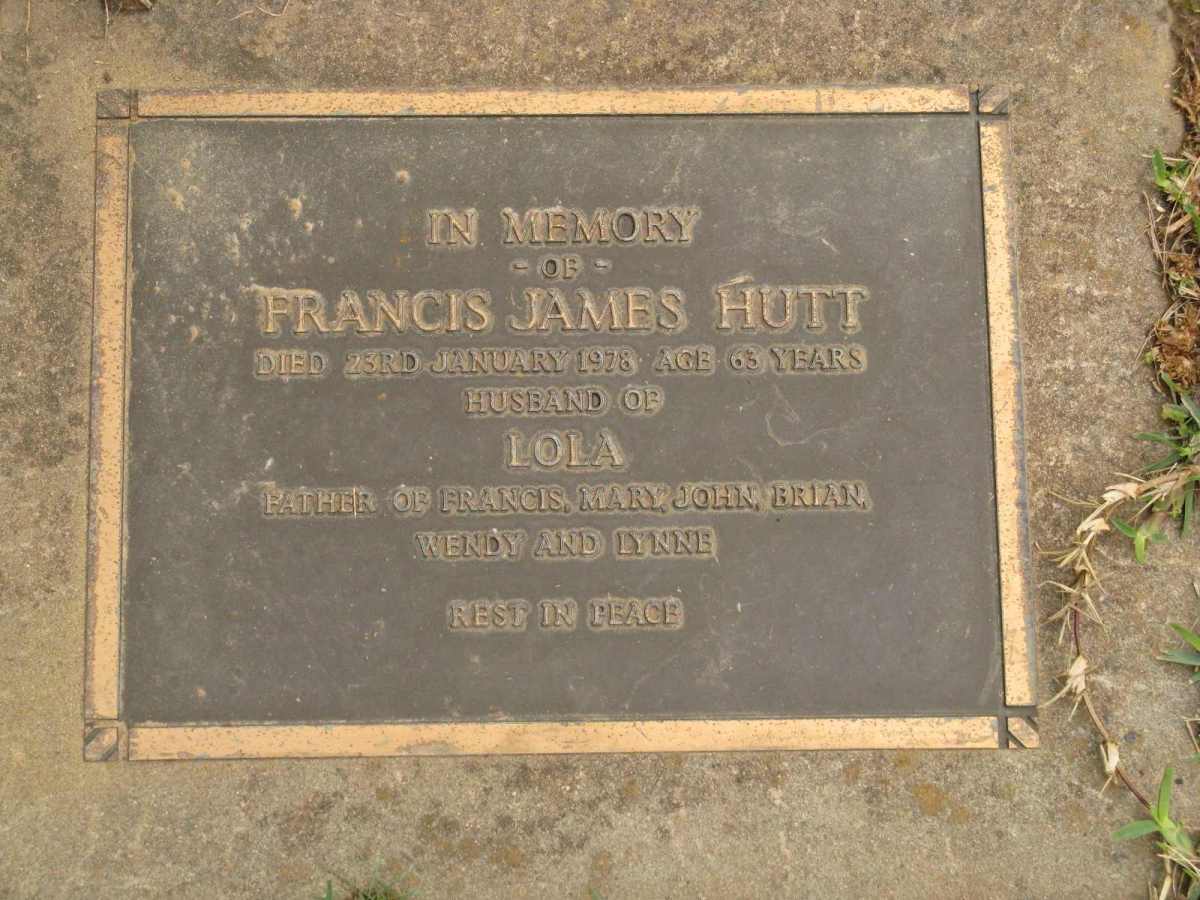 IN MEMORY
- OF -
FRANCIS JAMES HUTT
DIED 23RD JANUARY 1978 AGE 63 YEARS
HUSBAND OF
LOLA
FATHER OF FRANCIS, MARY, JOHN, BRIAN,
WENDY AND LYNNE
REST IN PEACE